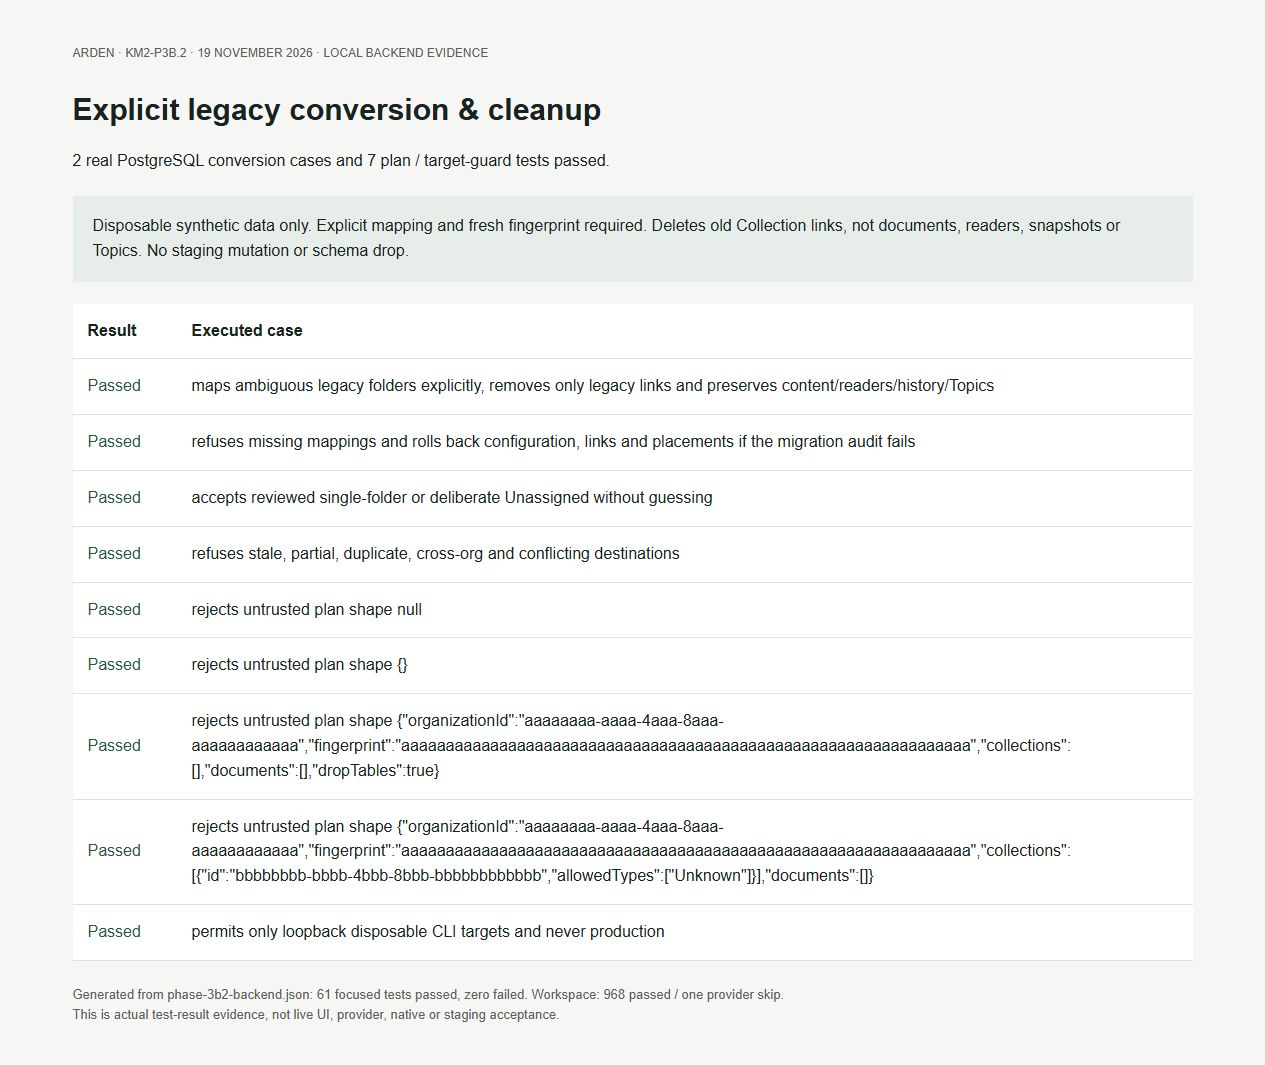 ARDEN · KM2-P3B.2 · 19 NOVEMBER 2026 · LOCAL BACKEND EVIDENCE
Explicit legacy conversion & cleanup
2 real PostgreSQL conversion cases and 7 plan / target-guard tests passed.
Disposable synthetic data only. Explicit mapping and fresh fingerprint required. Deletes old Collection links, not documents, readers, snapshots or
Topics. No staging mutation or schema drop.
Result Executed case
Passed maps ambiguous legacy folders explicitly, removes only legacy links and preserves content/readers/history/Topics
Passed refuses missing mappings and rolls back configuration, links and placements if the migration audit fails
Passed accepts reviewed single-folder or deliberate Unassigned without guessing
Passed refuses stale, partial, duplicate, cross-org and conflicting destinations
Passed rejects untrusted plan shape null
Passed rejects untrusted plan shape {}
rejects untrusted plan shape {"organizationId":"aaaaaaaa-aaaa-4aaa-8aaa-
Passed aaaaaaaaaaaa","fingerprint":"aaaaaaaaaaaaaaaaaaaaaaaaaaaaaaaaaaaaaaaaaaaaaaaaaaaaaaaaaaaaaaaa","collections":
[],"documents":[],"dropTables":true}
rejects untrusted plan shape {"organizationId":"aaaaaaaa-aaaa-4aaa-8aaa-
Passed aaaaaaaaaaaa","fingerprint":"aaaaaaaaaaaaaaaaaaaaaaaaaaaaaaaaaaaaaaaaaaaaaaaaaaaaaaaaaaaaaaaa","collections":
[{"id":"bbbbbbbb-bbbb-4bbb-8bbb-bbbbbbbbbbbb","allowedTypes":["Unknown"]}],"documents":[]}
Passed permits only loopback disposable CLI targets and never production
Generated from phase-3b2-backend.json: 61 focused tests passed, zero failed. Workspace: 968 passed / one provider skip.
This is actual test-result evidence, not live UI, provider, native or staging acceptance.